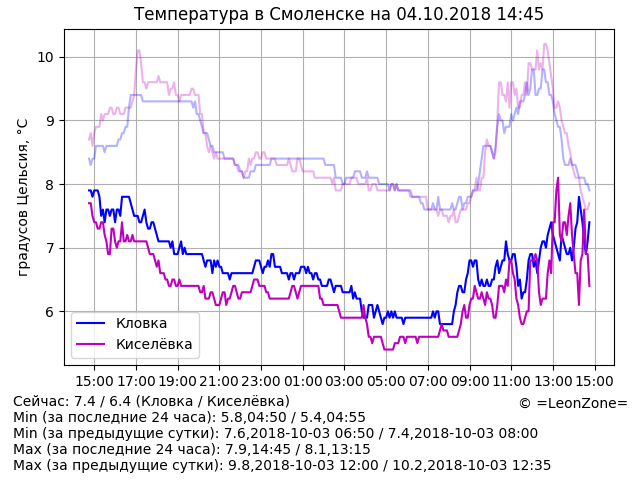 Температура в Смоленске на 04.10.2018 14:45
градусов Цельсия, °C
10
9
8
7
6
Кловка
Киселёвка
15:00 17:00 19:00 21:00 23:00 01:00 03:00 05:00 07:00 09:00 11:00 13:00 15:00
Сейчас: 7.4 / 6.4 (Кловка / Киселёвка)
© =LeonZone=
Min (за последние 24 часа): 5.8,04:50 / 5.4,04:55
Min (за предыдущие сутки): 7.6,2018-10-03 06:50 / 7.4,2018-10-03 08:00
Max (за последние 24 часа): 7.9,14:45 / 8.1,13:15
Max (за предыдущие сутки): 9.8,2018-10-03 12:00 / 10.2,2018-10-03 12:35